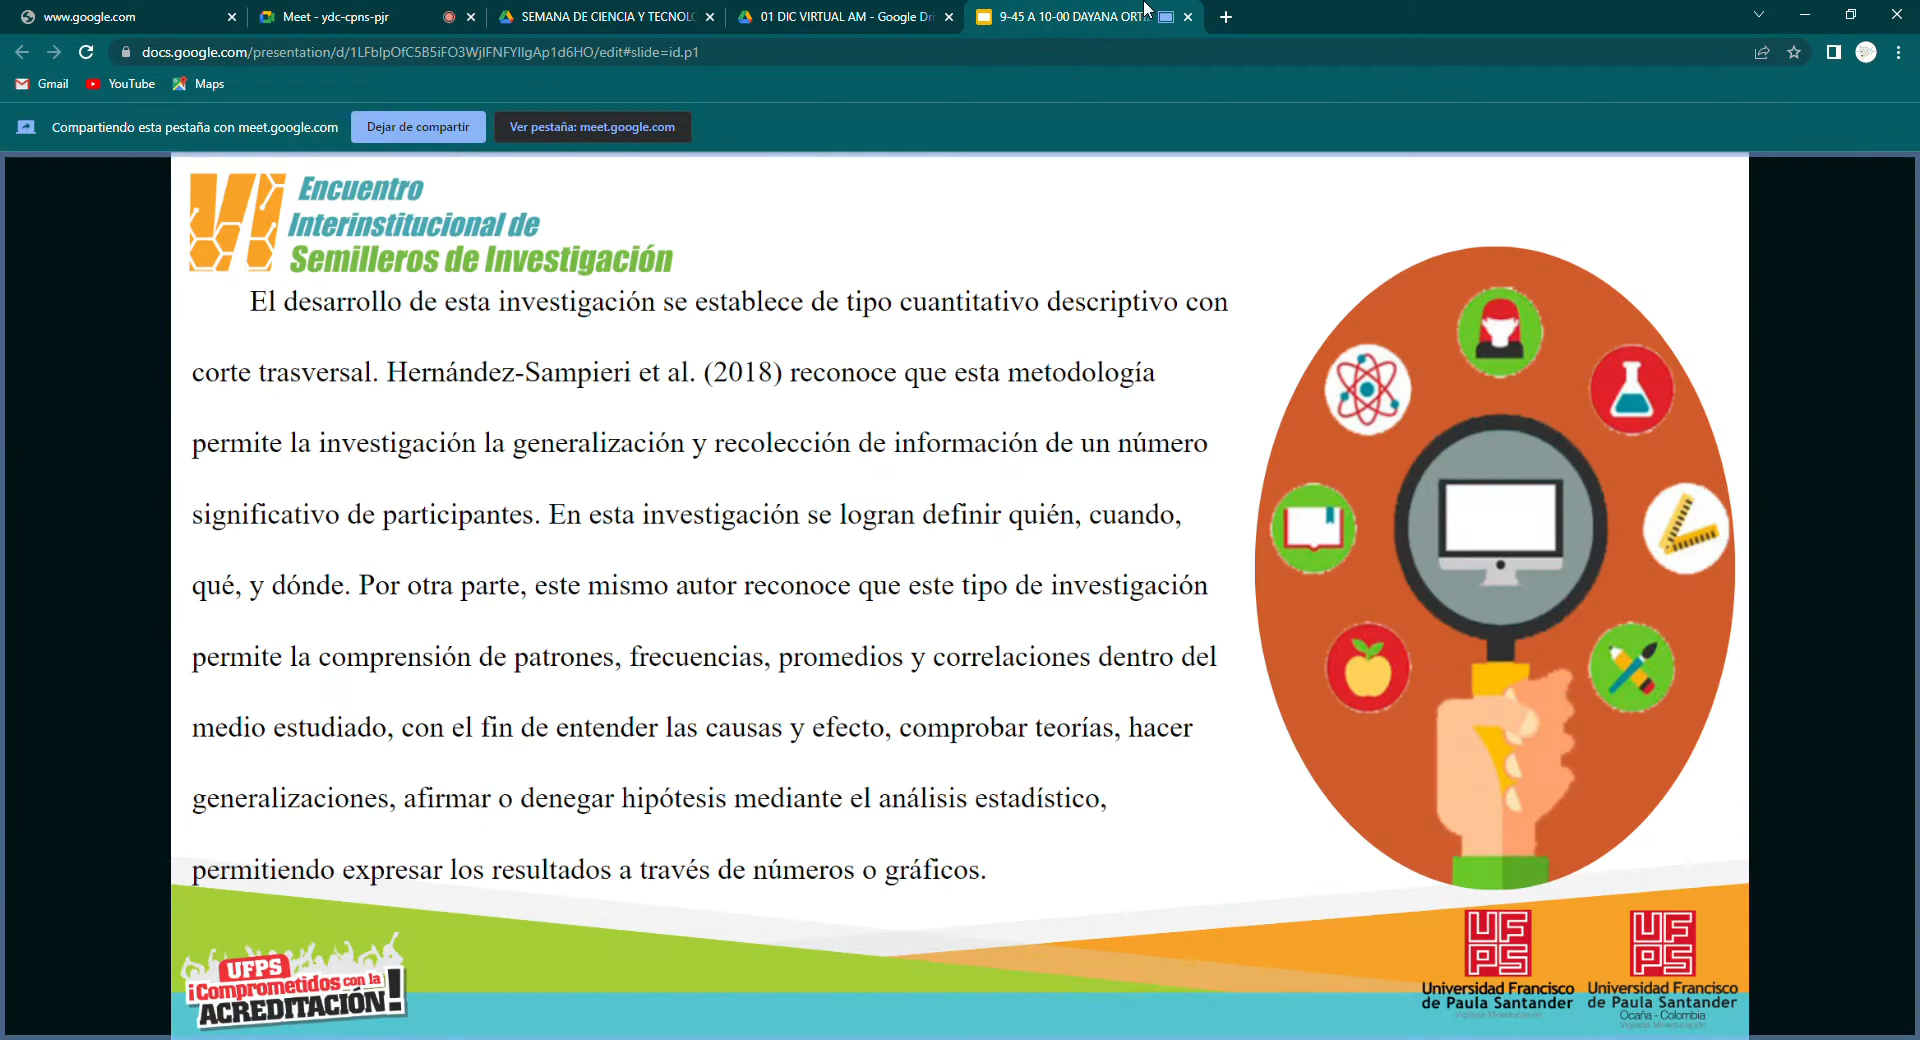 www.google.com
Meet - ydc-cpns-pjr
SEMANA DE CIENCIA Y TECNOLO
01 DIC VIRTUAL AM - Google Dri
9-45 A 10-00 DAYANA ORT
docs.google.com/presentation/d/1LFbIpOfC5B5iFO3WjIFNFYIlgAp1d6HO/edit#slide=id.p1
Gmail
YouTube
Maps
Compartiendo esta pestaña con meet.google.com
Dejar de compartir
Ver pestaña: meet.google.com
VI
Encuentro
Interinstitucional de
Semilleros de Investigación
El desarrollo de esta investigación se establece de tipo cuantitativo descriptivo con
corte trasversal. Hernández-Sampieri et al. (2018) reconoce que esta metodología
permite la investigación la generalización y recolección de información de un número
significativo de participantes. En esta investigación se logran definir quién, cuando,
qué, y dónde. Por otra parte, este mismo autor reconoce que este tipo de investigación
permite la comprensión de patrones, frecuencias, promedios y correlaciones dentro del
medio estudiado, con el fin de entender las causas y efecto, comprobar teorías, hacer
generalizaciones, afirmar o denegar hipótesis mediante el análisis estadístico,
permitiendo expresar los resultados a través de números o gráficos.
UFPS
¡Comprometidos con la
ACREDITACIÓN!
UFPS
Universidad Francisco
de Paula Santander
Vigilada Mineducación
UFPS
Universidad Francisco
de Paula Santander
Ocaña - Colombia
Vigilada Mineducación